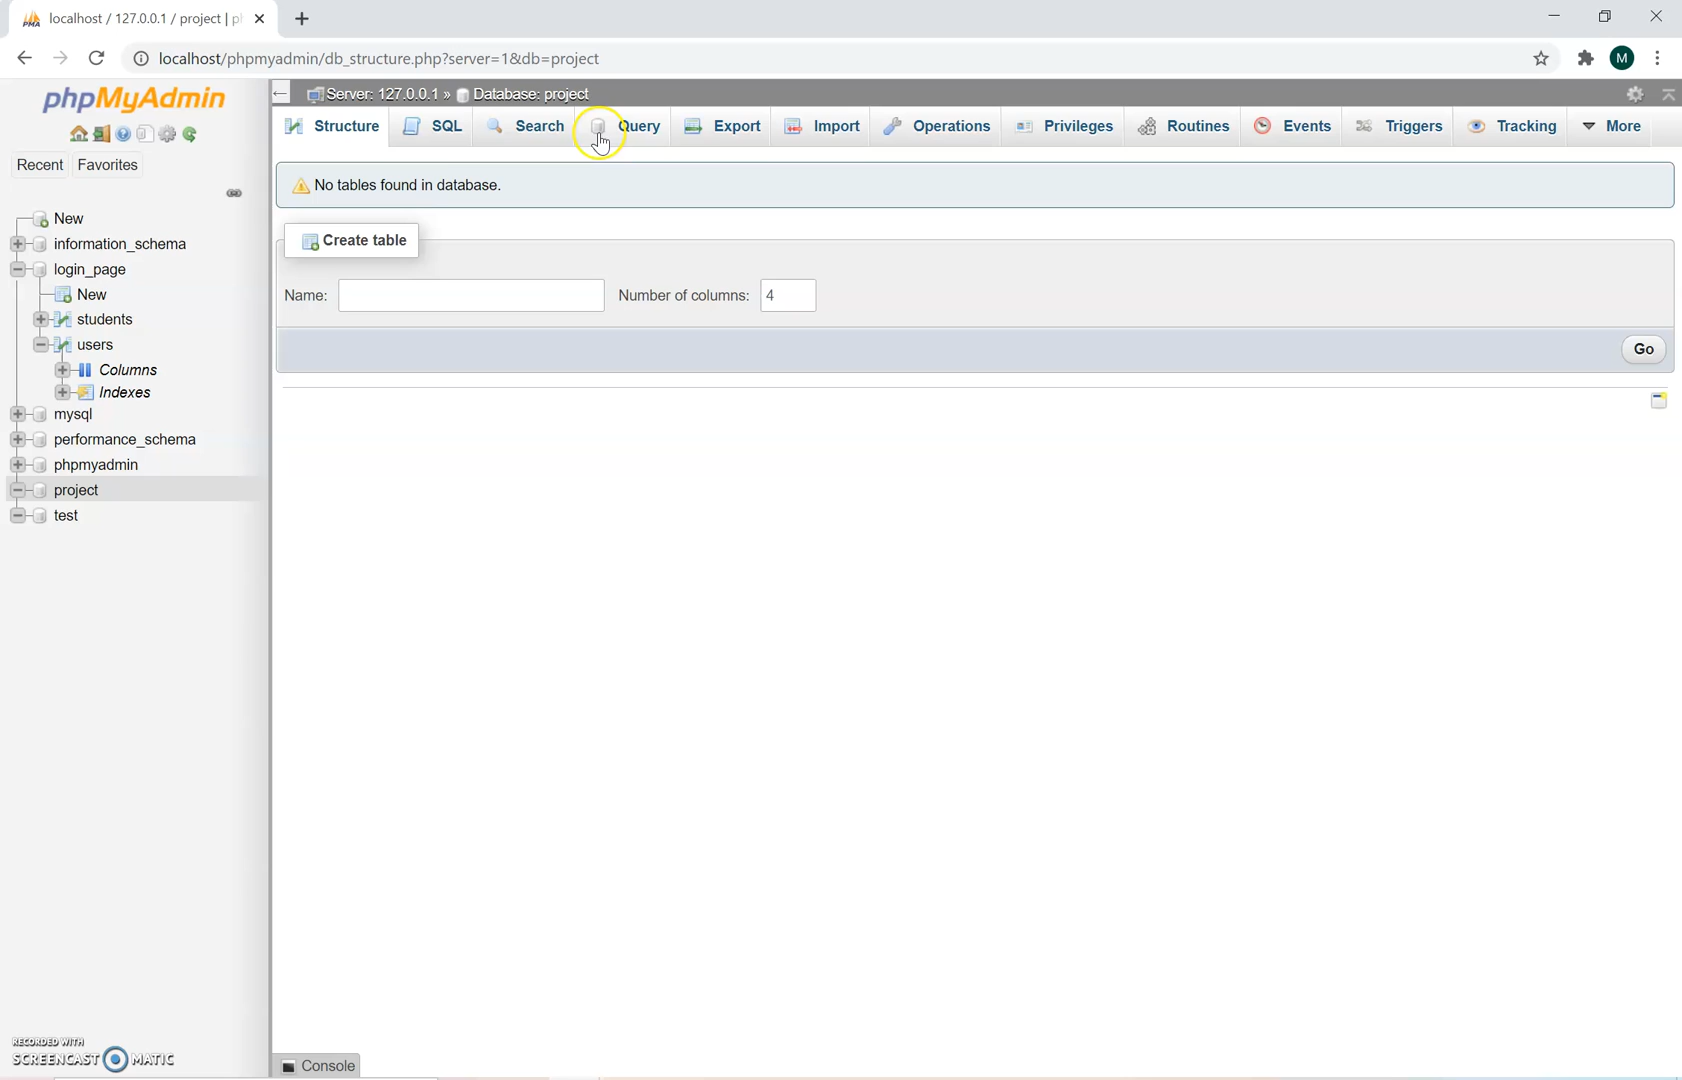 localhost / 127.0.0.1 / project | ph
localhost/phpmyadmin/db_structure.php?server=1&db=project
M
phpMyAdmin
Recent Favorites
New
information_schema
login_page
New
students
users
Columns
Indexes
mysql
performance_schema
phpmyadmin
project
test
Server: 127.0.0.1 » Database: project
Structure SQL Search Query Export Import Operations Privileges Routines Events Triggers Tracking More
No tables found in database.
Create table
Name: Number of columns: 4
Go
Console
RECORDED WITH
SCREENCAST MATIC